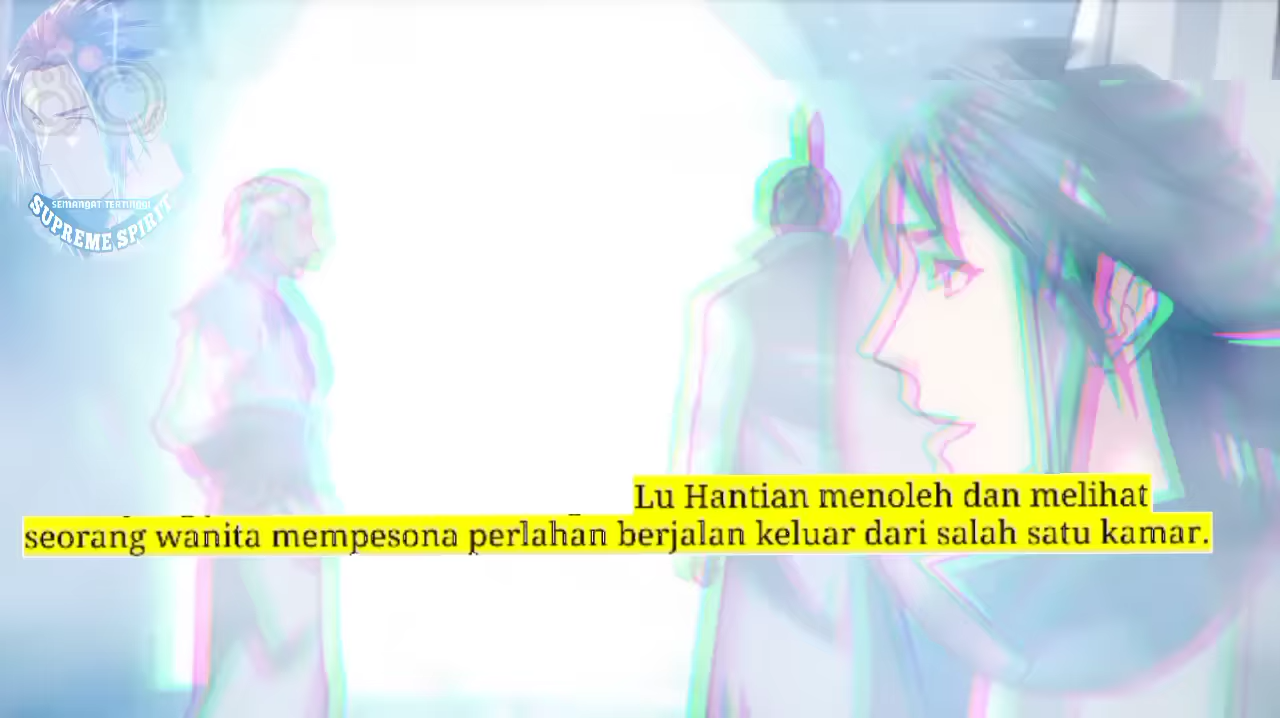 SEMANGAT TERTINGGI
SUPREME SPIRIT
Lu Hantian menoleh dan melihat
seorang wanita mempesona perlahan berjalan keluar dari salah satu kamar.